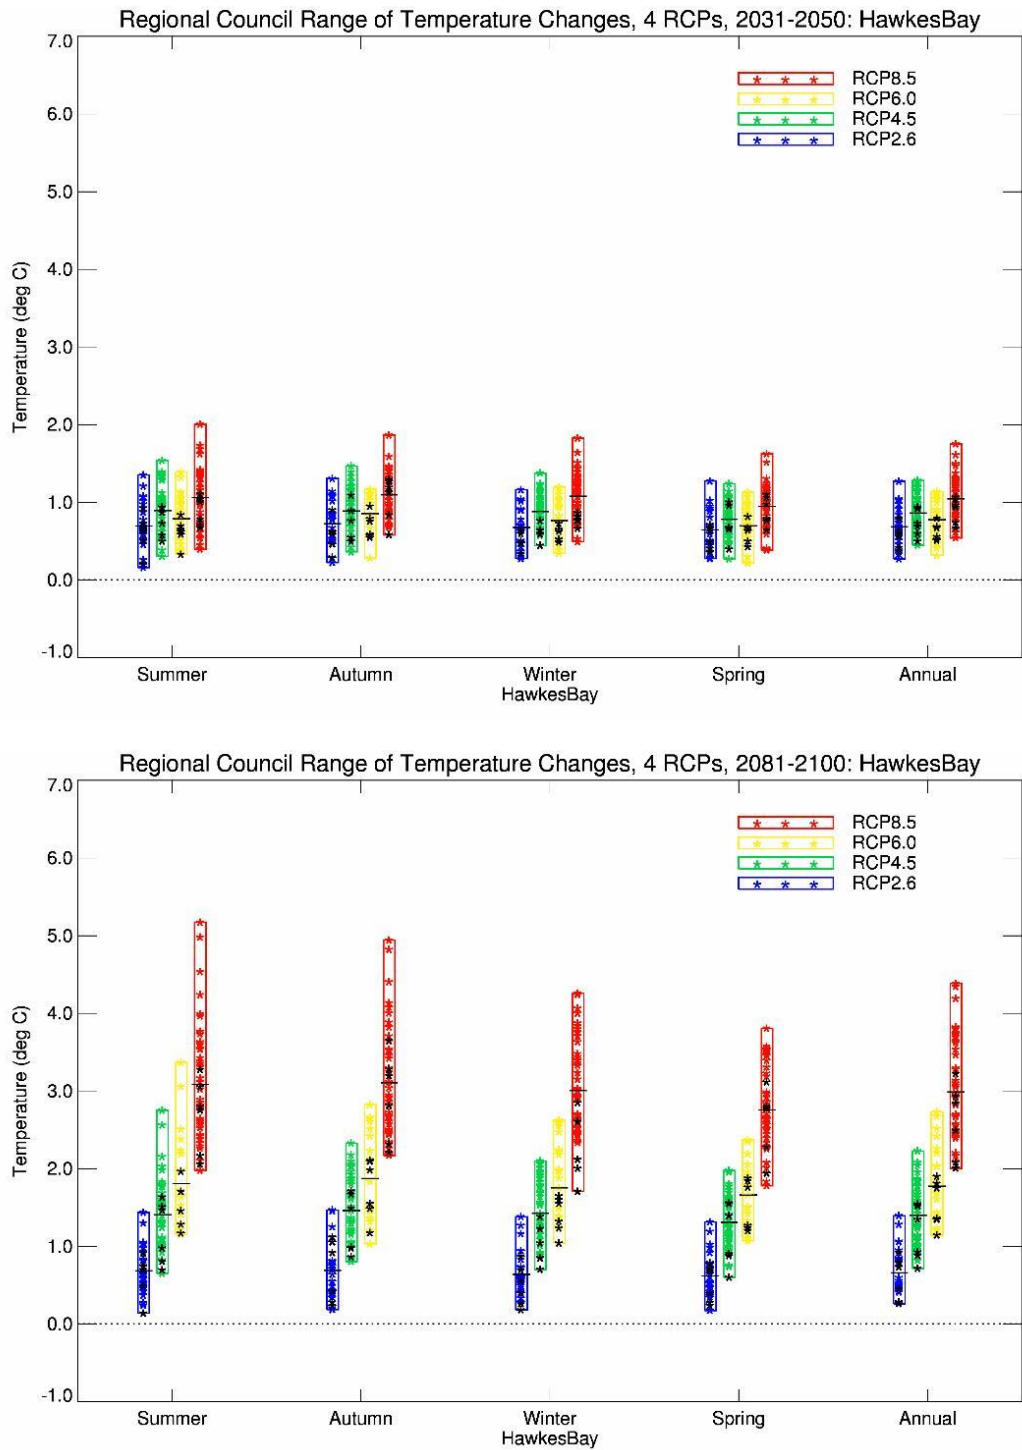 Regional Council Range of Temperature Changes, 4 RCPs, 2031-2050: HawkesBay
7.0
6.0
5.0
4.0
3.0
2.0
1.0
0.0
-1.0
Temperature (deg C)
RCP8.5
RCP6.0
RCP4.5
RCP2.6
Summer Autumn Winter Spring Annual
HawkesBay
Regional Council Range of Temperature Changes, 4 RCPs, 2081-2100: HawkesBay
7.0
6.0
5.0
4.0
3.0
2.0
1.0
0.0
-1.0
Temperature (deg C)
RCP8.5
RCP6.0
RCP4.5
RCP2.6
Summer Autumn Winter Spring Annual
HawkesBay